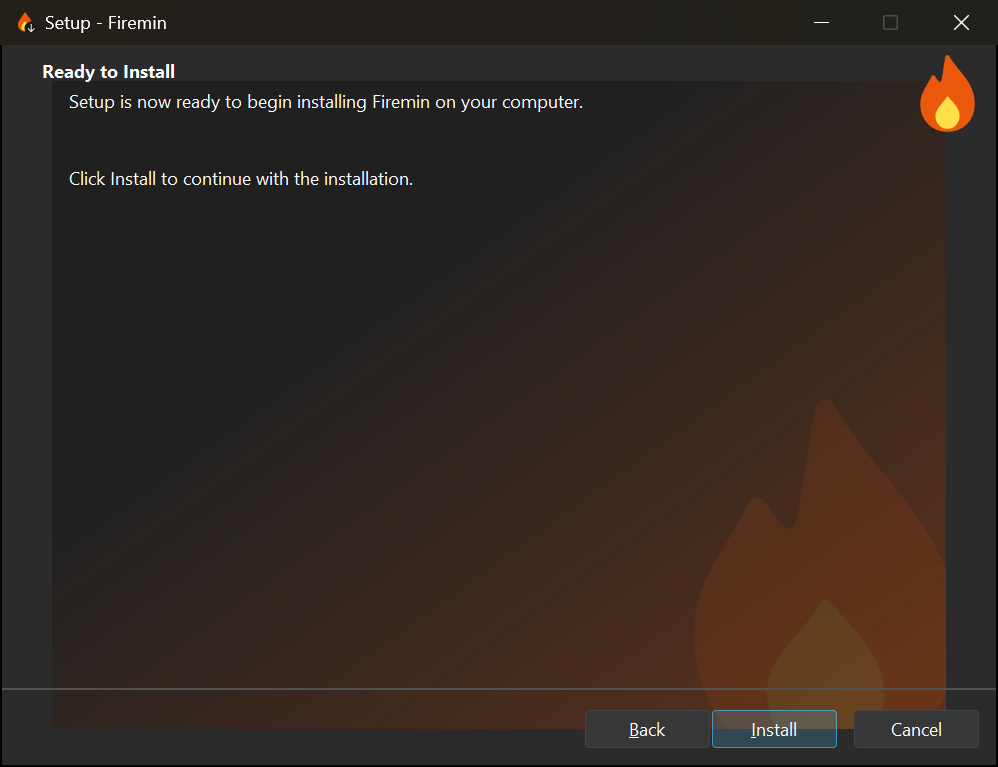 Setup - Firemin
Ready to Install
Setup is now ready to begin installing Firemin on your computer.
Click Install to continue with the installation.
Back
Install
Cancel